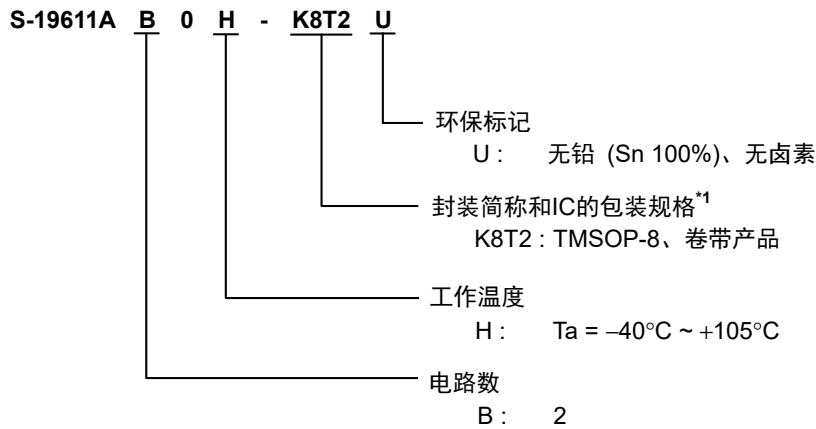 S-19611A B 0 H - K8T2 U
环保标记
U : 无铅 (Sn 100%)、无卤素
封装简称和IC的包装规格*1
K8T2 : TMSOP-8、卷带产品
工作温度
H : Ta = −40°C ~ +105°C
电路数
B : 2